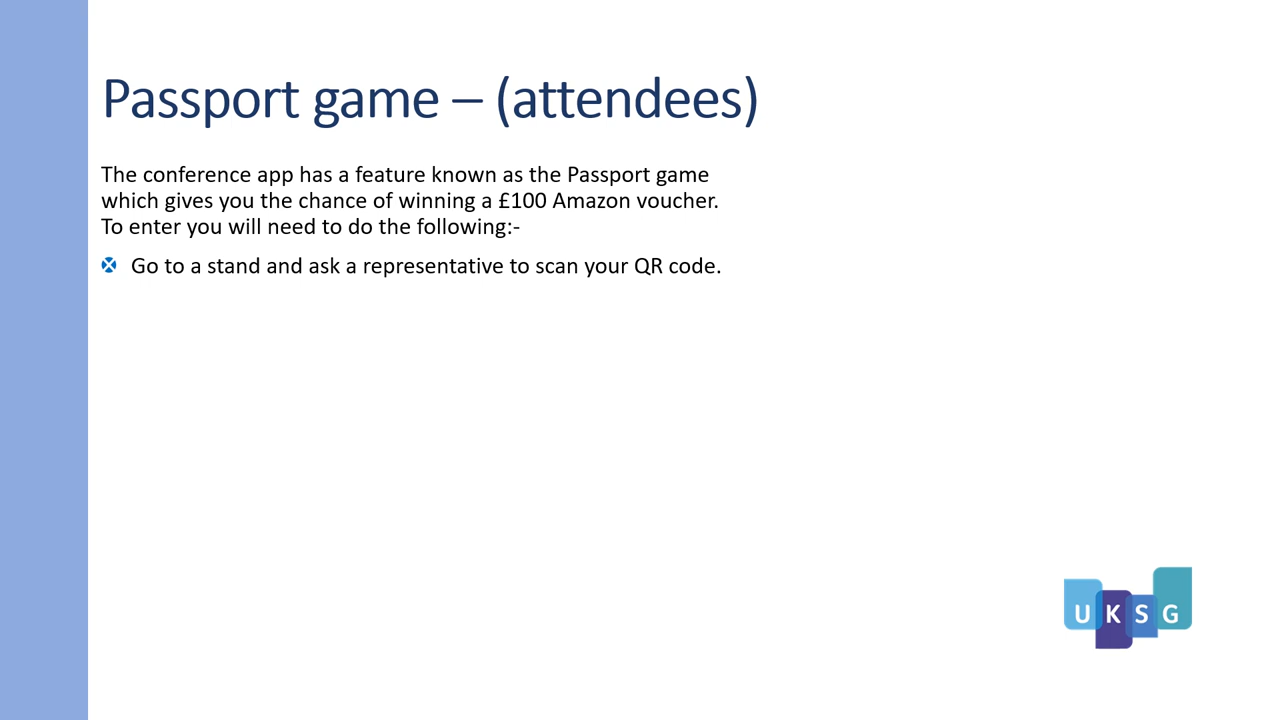 Passport game – (attendees)
The conference app has a feature known as the Passport game
which gives you the chance of winning a £100 Amazon voucher.
To enter you will need to do the following:-
Go to a stand and ask a representative to scan your QR code.
UKSG